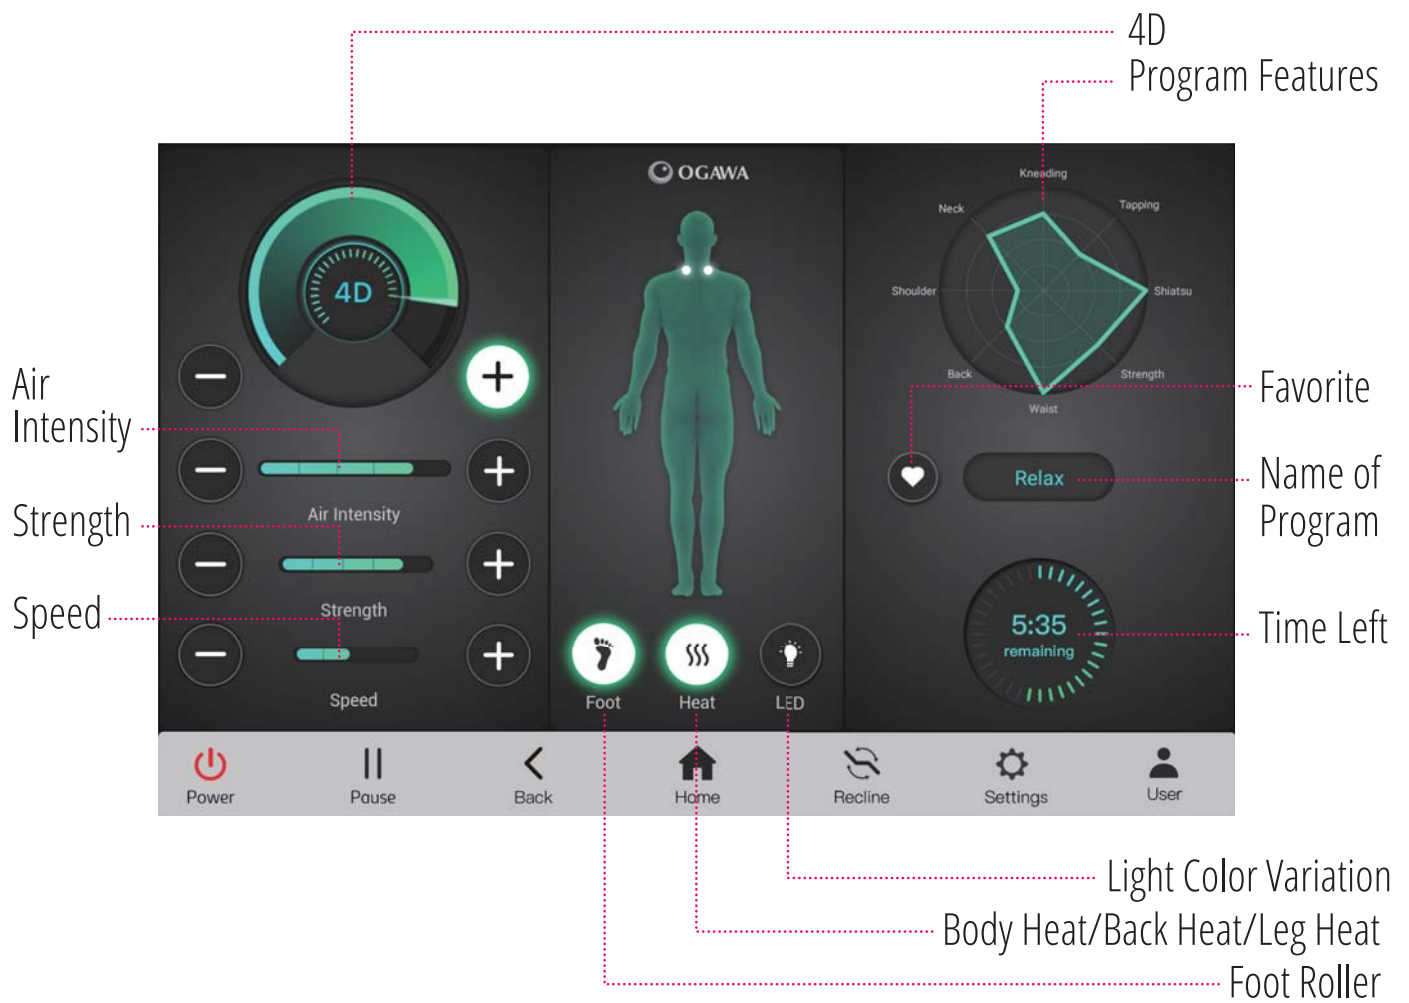 4D
Program Features
OGAWA
Kneading
Neck
Tapping
4D
Shoulder
Shiatsu
Back
Strength
Waist
Air
Intensity
Favorite
Relax
Name of
Program
Air Intensity
Strength
Strength
Speed
5:35
remaining
Time Left
Speed
Foot
Heat
LED
Power
Pause
Back
Home
Recline
Settings
User
Light Color Variation
Body Heat/Back Heat/Leg Heat
Foot Roller